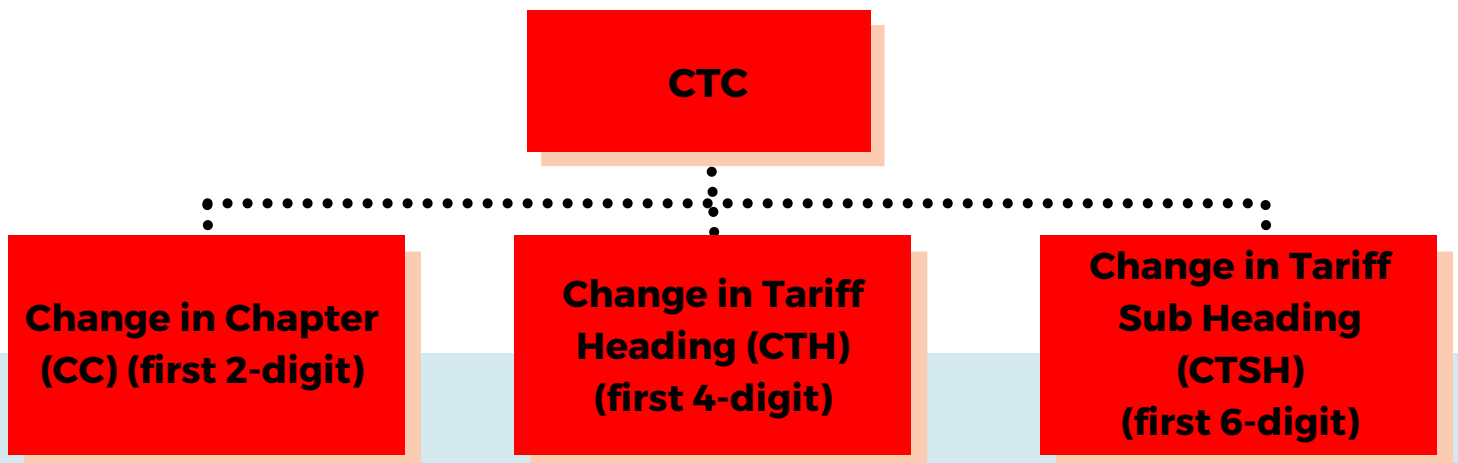 CTC
Change in Chapter
(CC) (first 2-digit)
Change in Tariff
Heading (CTH)
(first 4-digit)
Change in Tariff
Sub Heading
(CTSH)
(first 6-digit)